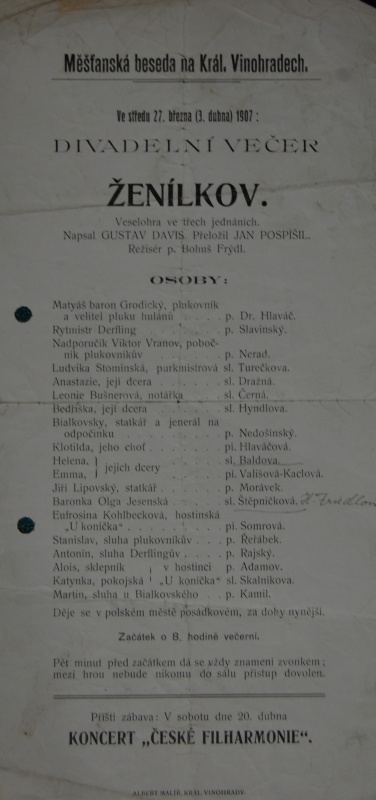 Měšťanská beseda na Král. Vinohradech.
Ve středu 27. března (3. dubna) 1907:
DIVADELNÍ VEČER
ŽENÍLKOV.
Veselohra ve třech jednáních.
Napsal GUSTAV DAVIS. Přeložil JAN POSPÍŠIL.
Režisér p. Bohuš Frýdl.
OSOBY:
Matyáš baron Grodický, plukovník
a velitel pluku hulánů . . . . . p. Dr. Hlaváč.
Rytmistr Derfling . . . . . p. Slavínský.
Nadporučík Viktor Vranov, poboč-
ník plukovníkův . . . . . p. Nerad.
Ludvika Stominská, purkmistrová sl. Turečkova.
Anastazie, její dcera . . . . . sl. Dražná.
Leonie Bušnerová, notářka . sl. Černá.
Bedřiška, její dcera . . . . sl. Hyndlova.
Bialkovsky, statkář a jenerál na
odpočinku . . . . . . . p. Nedošínský.
Klotilda, jeho choť . . . . . pí. Hlaváčová.
Helena, } jejich dcery . . . sl. Baldova.
Emma, } . . . pí Vališová-Kaclová.
Jiří Lipovský, statkář . . . . p. Morávek.
Baronka Olga Jesenská . . . sl. Štěpničková.
Eufrosina Kohlbecková, hostinská
„U koníčka“ . . . . . . . pí. Somrová.
Stanislav, sluha plukovníkův . . p. Řeřábek.
Antonín, sluha Derflingův . . . p. Rajský.
Alois, sklepník } v hostinci p. Adamov.
Katynka, pokojská } „U koníčka“ sl. Skalníkova.
Martin, sluha u Bialkovského . . p. Kamil.
Děje se v polském městě posádkovém, za doby nynější.
Začátek o 8. hodině večerní.
Pět minut před začátkem dá se vždy znamení zvonkem;
mezi hrou nebude nikomu do sálu přístup dovolen.
Příští zábava: V sobotu dne 20. dubna
KONCERT „ČESKÉ FILHARMONIE“.
ALBERT MALÍŘ, KRÁL. VINOHRADY.